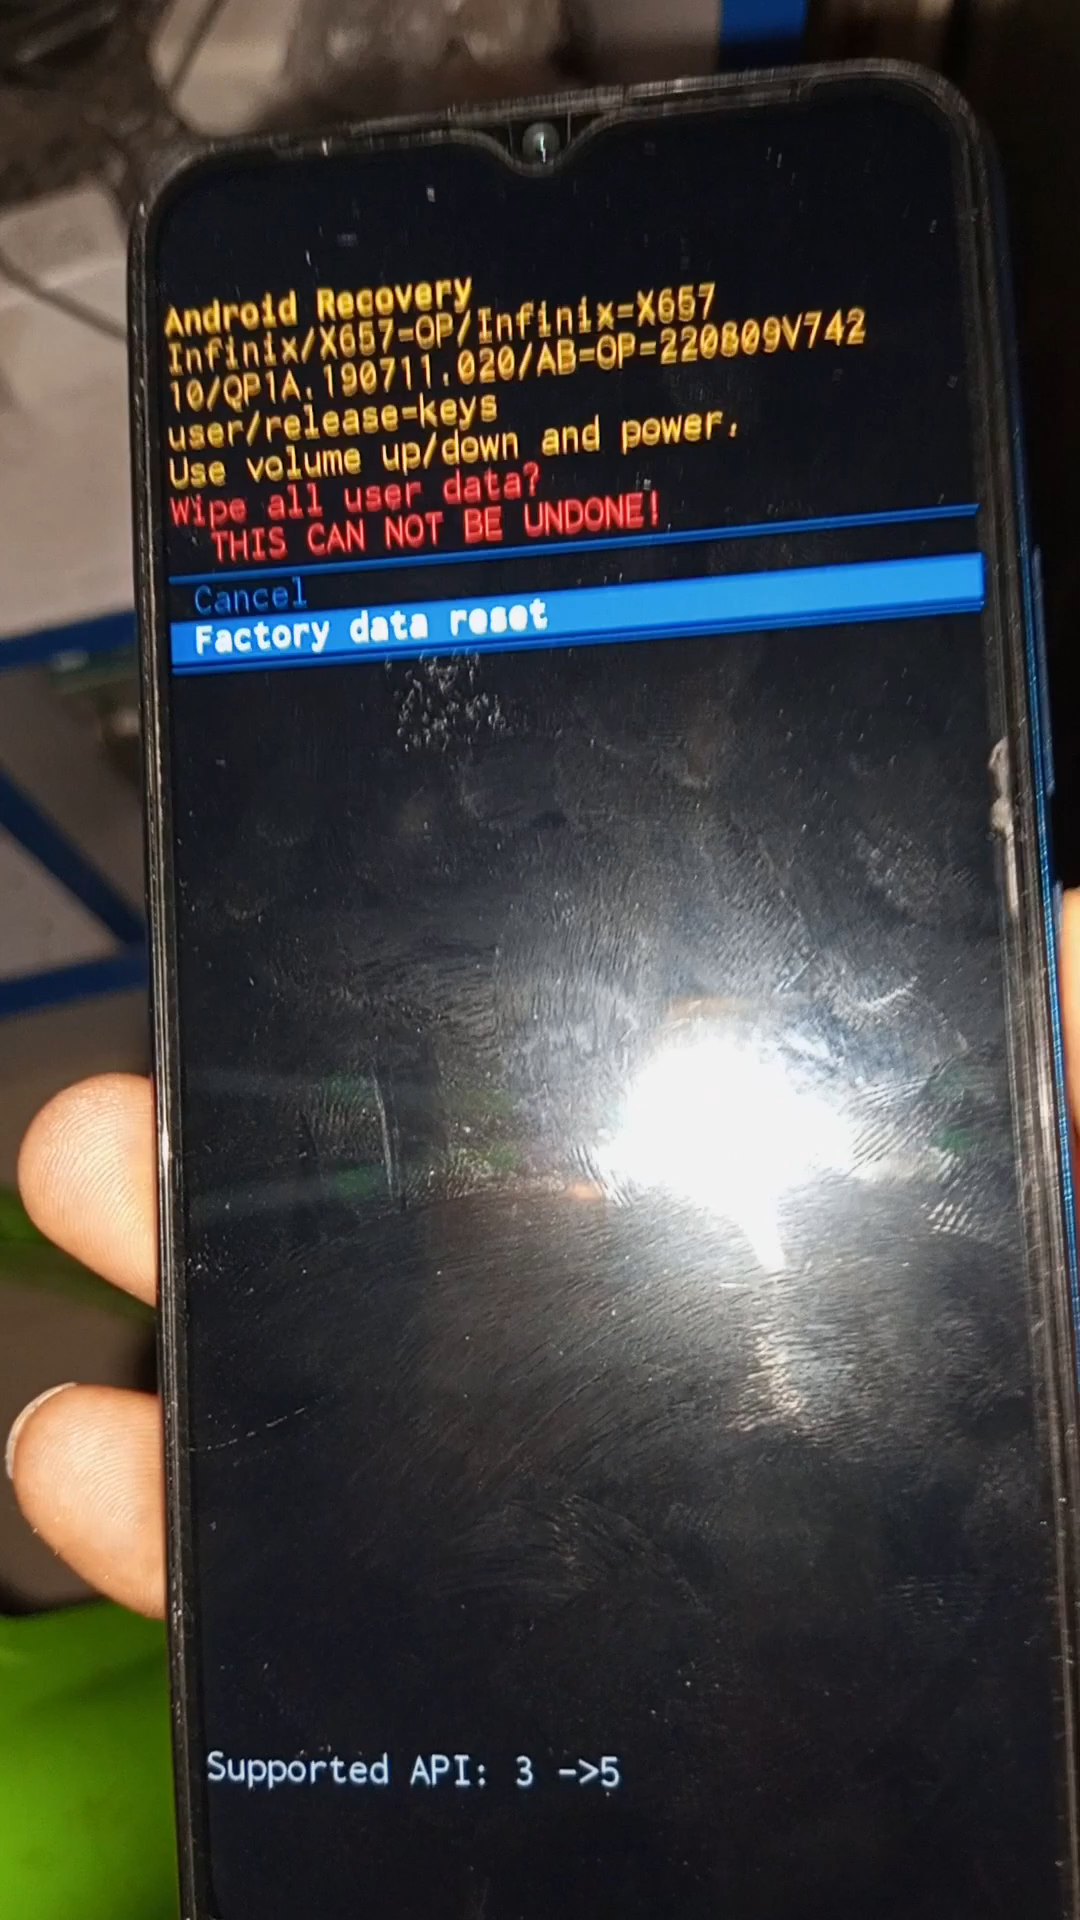 Android Recovery
Infinix/X657-OP/Infinix-X657
10/QP1A.190711.020/AB-OP-220809V742
user/release-keys
Use volume up/down and power.
Wipe all user data?
THIS CAN NOT BE UNDONE!
Cancel
Factory data reset
Supported API: 3 ->5